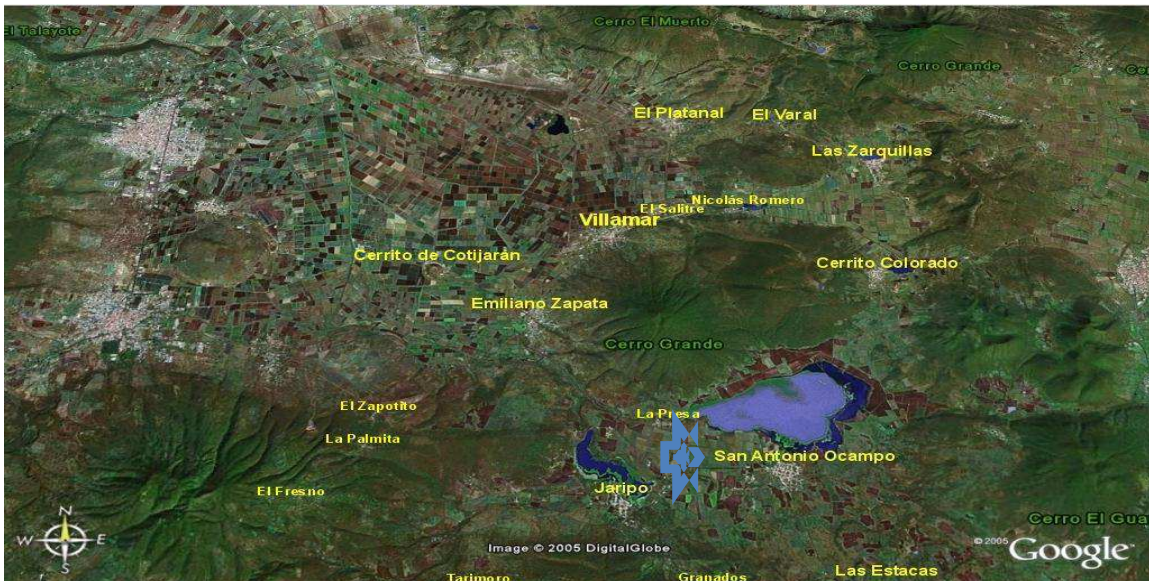 Cerro El Muerto
El Talayote
Cerro Grande
El Platanal
El Varal
Las Zarquillas
Nicolás Romero
El Salitre
Villamar
Cerrito de Cotijarán
Cerrito Colorado
Emiliano Zapata
Cerro Grande
El Zapotito
La Presa
La Palmita
San Antonio Ocampo
Jaripo
El Fresno
N
W E
S
Cerro El Gua
Image © 2005 DigitalGlobe
© 2005 Google™
Las Estacas
Tarimoro
Granados